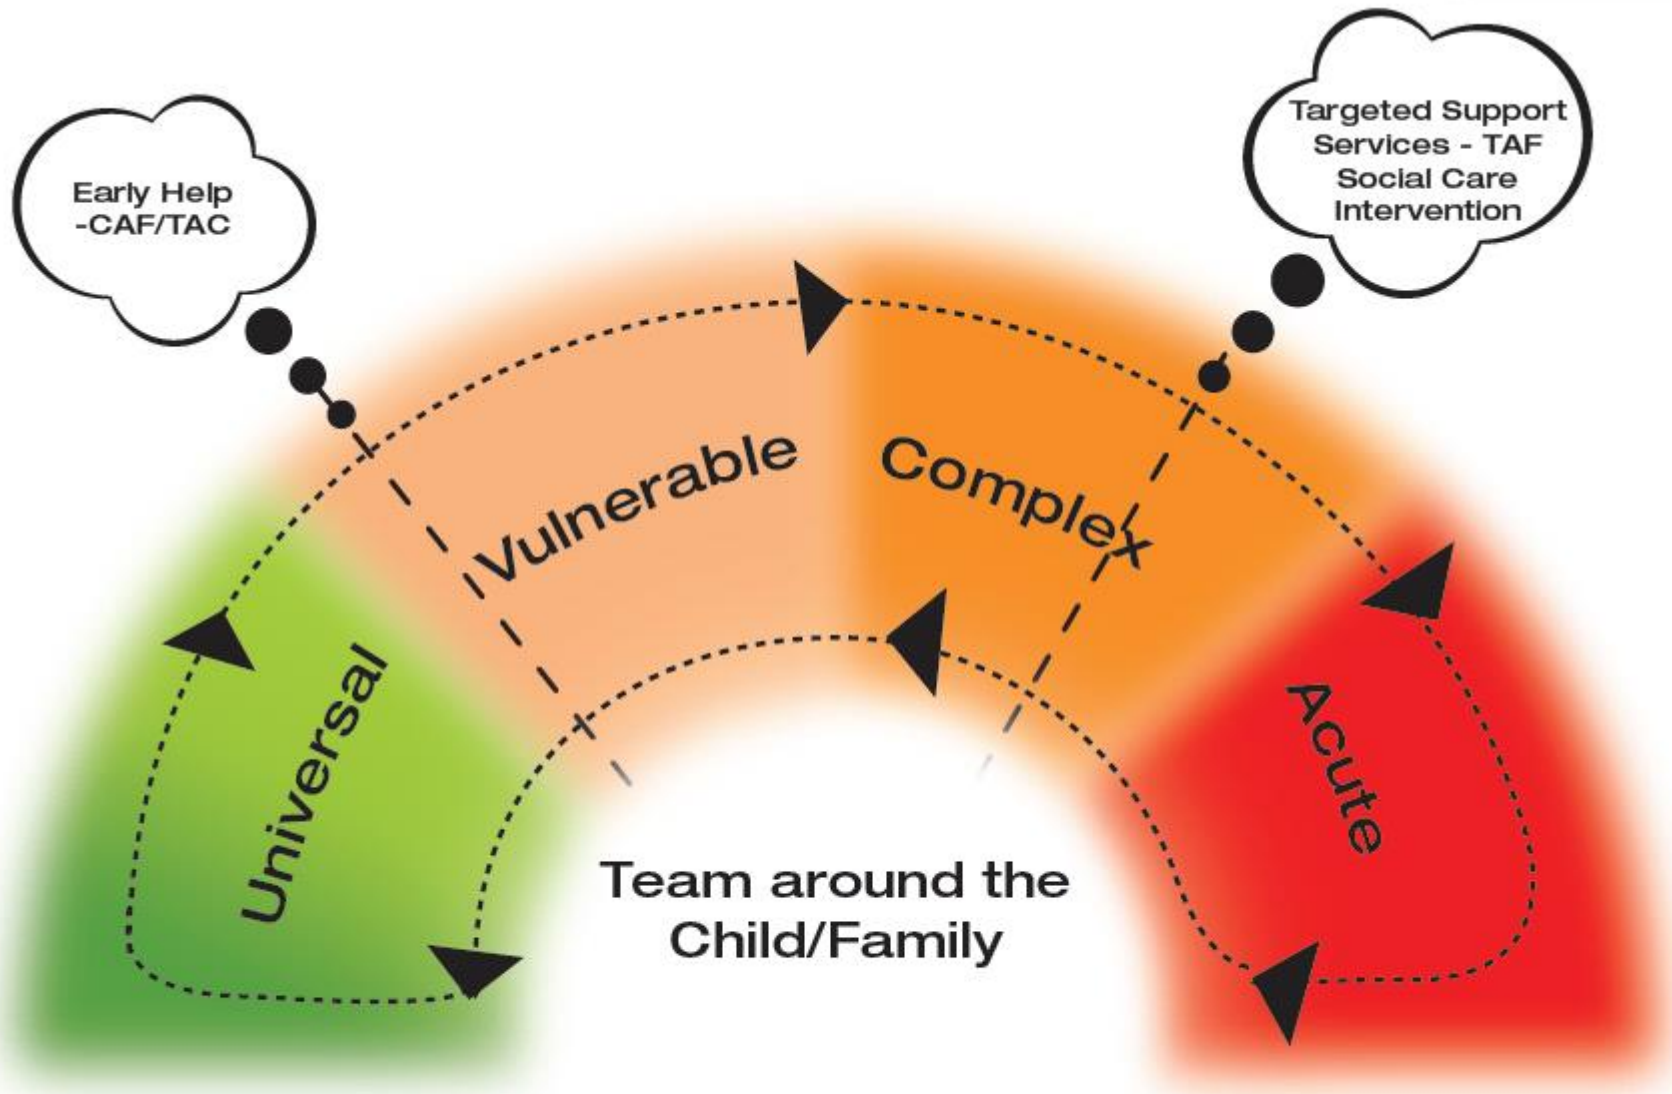 Early Help
-CAF/TAC
Targeted Support
Services - TAF
Social Care
Intervention
Universal
Vulnerable
Complex
Acute
Team around the
Child/Family